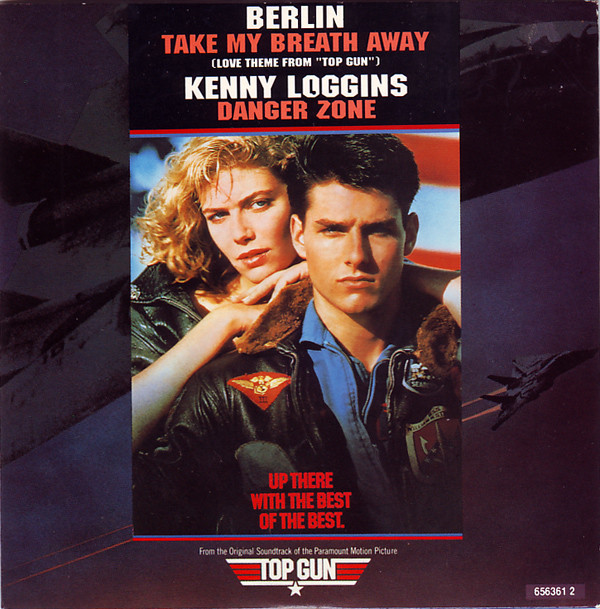 BERLIN
TAKE MY BREATH AWAY
(LOVE THEME FROM "TOP GUN")
KENNY LOGGINS
DANGER ZONE
UP THERE
WITH THE BEST
OF THE BEST.
From the Original Soundtrack of the Paramount Motion Picture
TOP GUN
656361 2